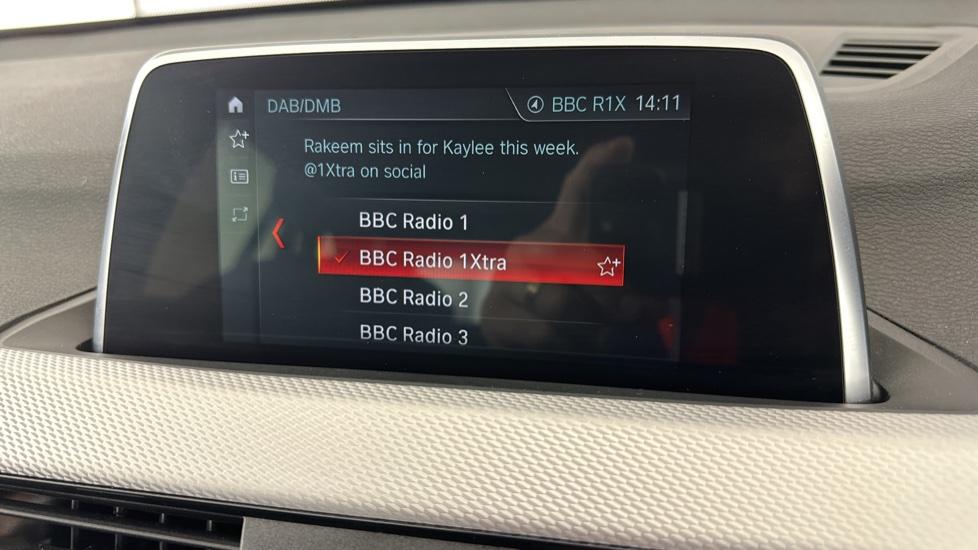 DAB/DMB
BBC R1X 14:11
Rakeem sits in for Kaylee this week.
@1Xtra on social
BBC Radio 1
BBC Radio 1Xtra
BBC Radio 2
BBC Radio 3